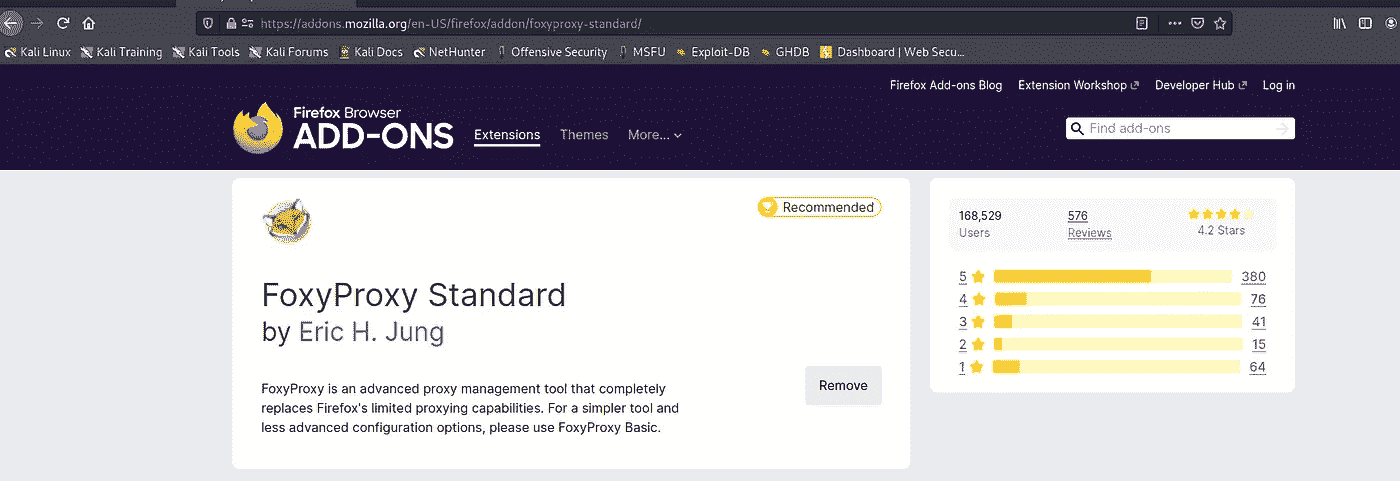 https://addons.mozilla.org/en-US/firefox/addon/foxyproxy-standard/
Kali Linux Kali Training Kali Tools Kali Forums Kali Docs NetHunter Offensive Security MSFU Exploit-DB GHDB Dashboard | Web Secu...
Firefox Add-ons Blog Extension Workshop Developer Hub Log in
Firefox Browser
ADD-ONS Extensions Themes More... Find add-ons
Recommended
FoxyProxy Standard
by Eric H. Jung
FoxyProxy is an advanced proxy management tool that completely
replaces Firefox's limited proxying capabilities. For a simpler tool and
less advanced configuration options, please use FoxyProxy Basic.
Remove
168,529 576
Users Reviews 4.2 Stars
5 380
4 76
3 41
2 15
1 64